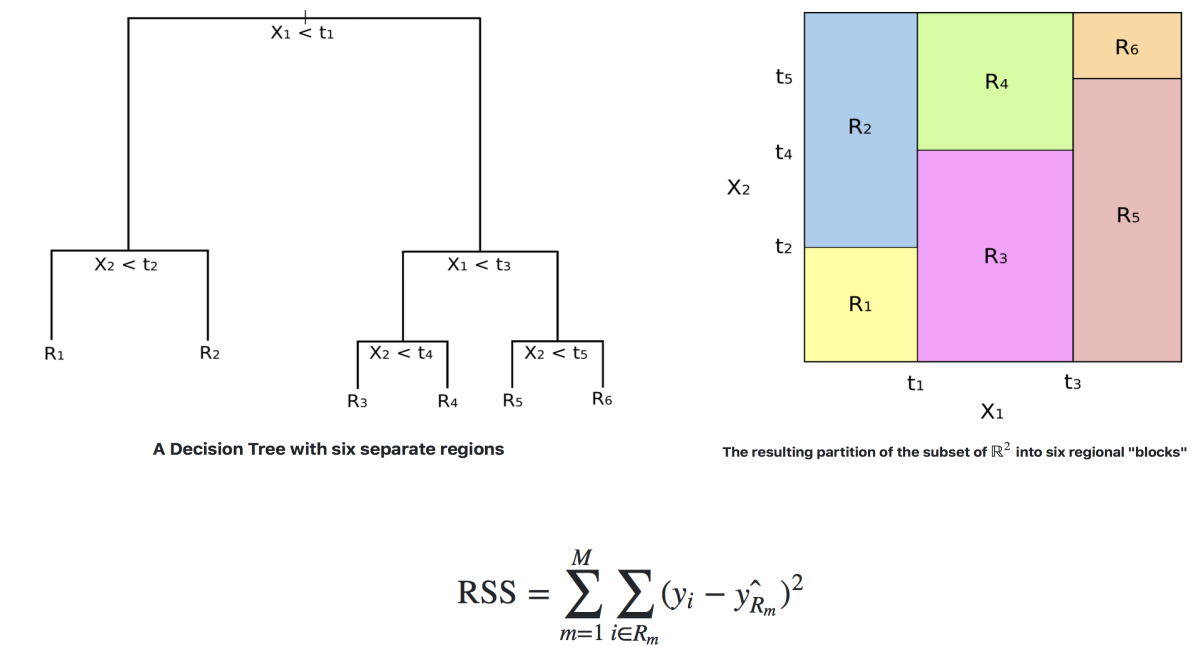 X₁ < t₁
X₂ < t₂
X₁ < t₃
R₁
R₂
X₂ < t₄
X₂ < t₅
R₃
R₄
R₅
R₆
A Decision Tree with six separate regions
t₅
t₄
X₂
t₂
R₂
R₄
R₆
R₅
R₃
R₁
t₁
t₃
X₁
The resulting partition of the subset of ℝ² into six regional "blocks"
RSS = ∑_{m=1}^{M} ∑_{i∈R_m} (y_i − ŷ_{R_m})²